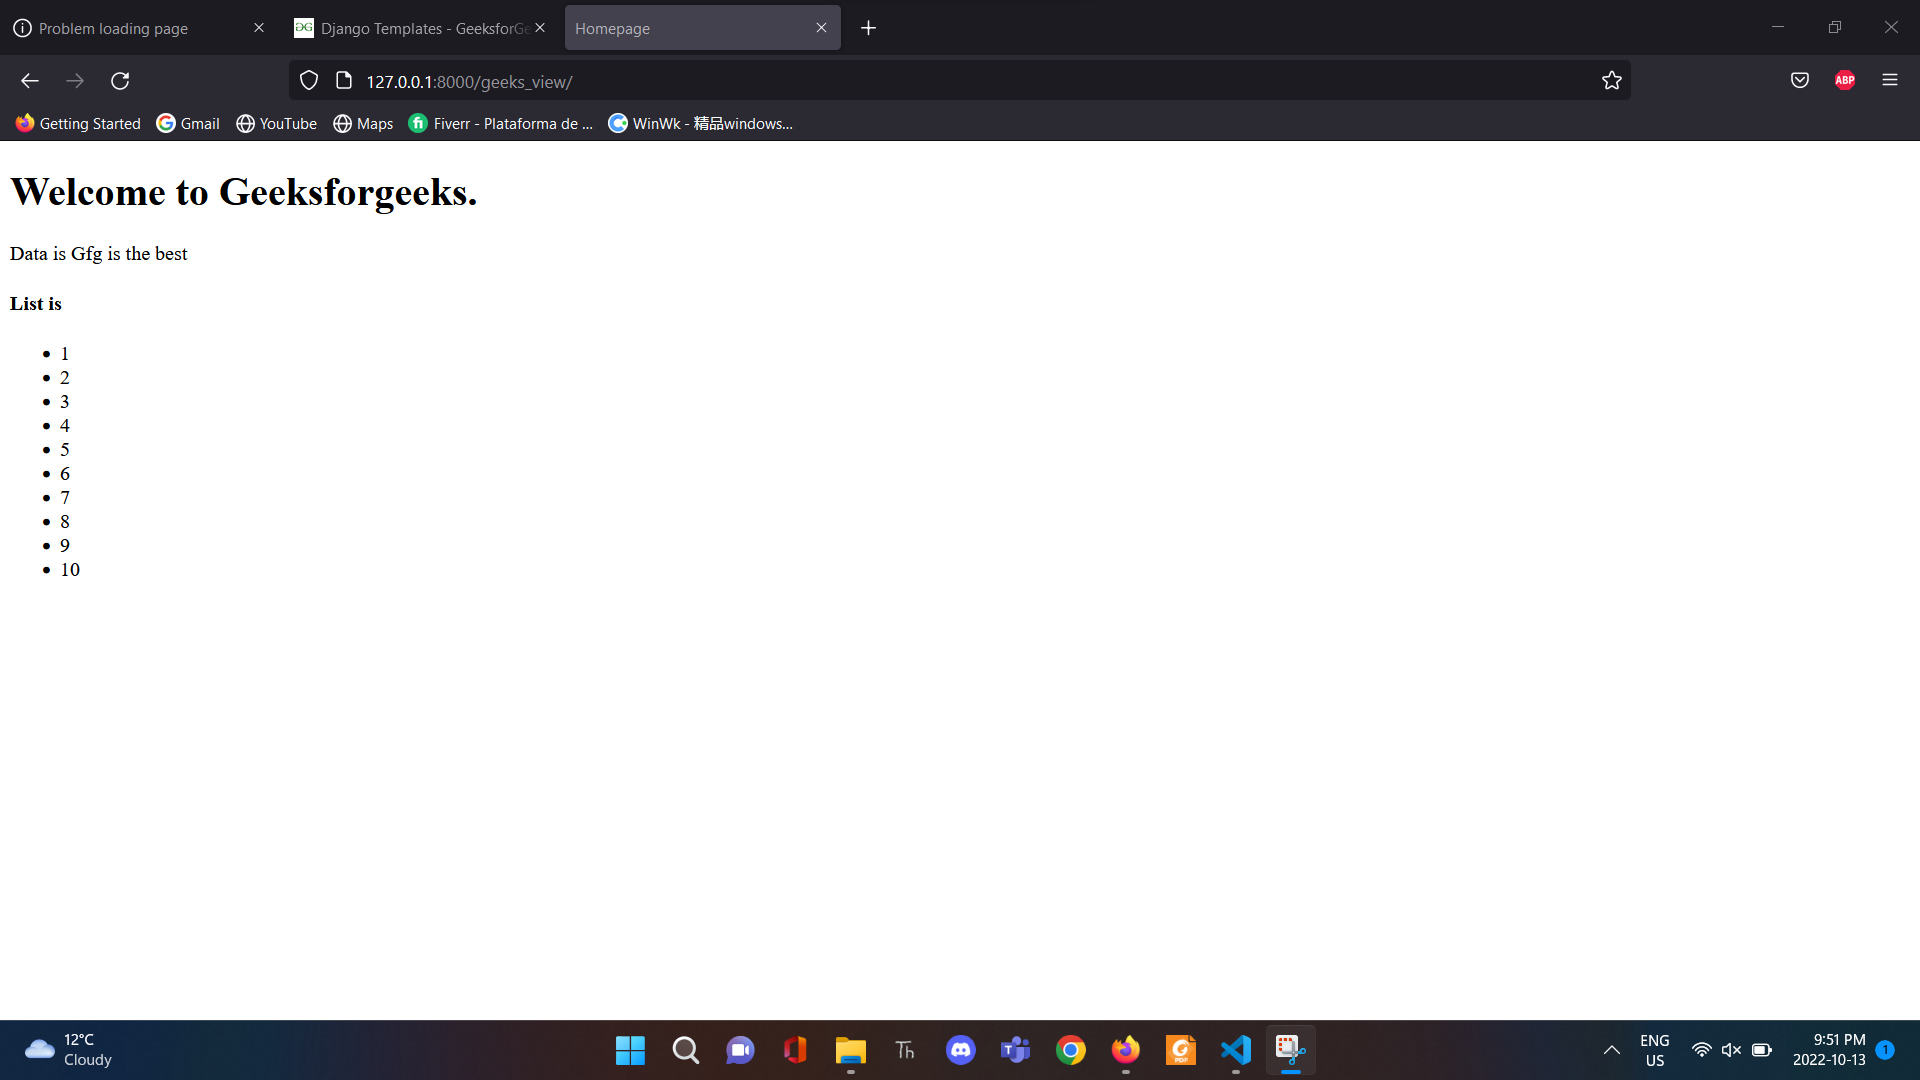 Problem loading page
Django Templates - GeeksforGe
Homepage
127.0.0.1:8000/geeks_view/
ABP
Getting Started
Gmail
YouTube
Maps
Fiverr - Plataforma de ...
WinWk - 精品windows...
Welcome to Geeksforgeeks.
Data is Gfg is the best
List is
1
2
3
4
5
6
7
8
9
10
12°C
Cloudy
Th
PDF
ENG
US
9:51 PM
2022-10-13
1